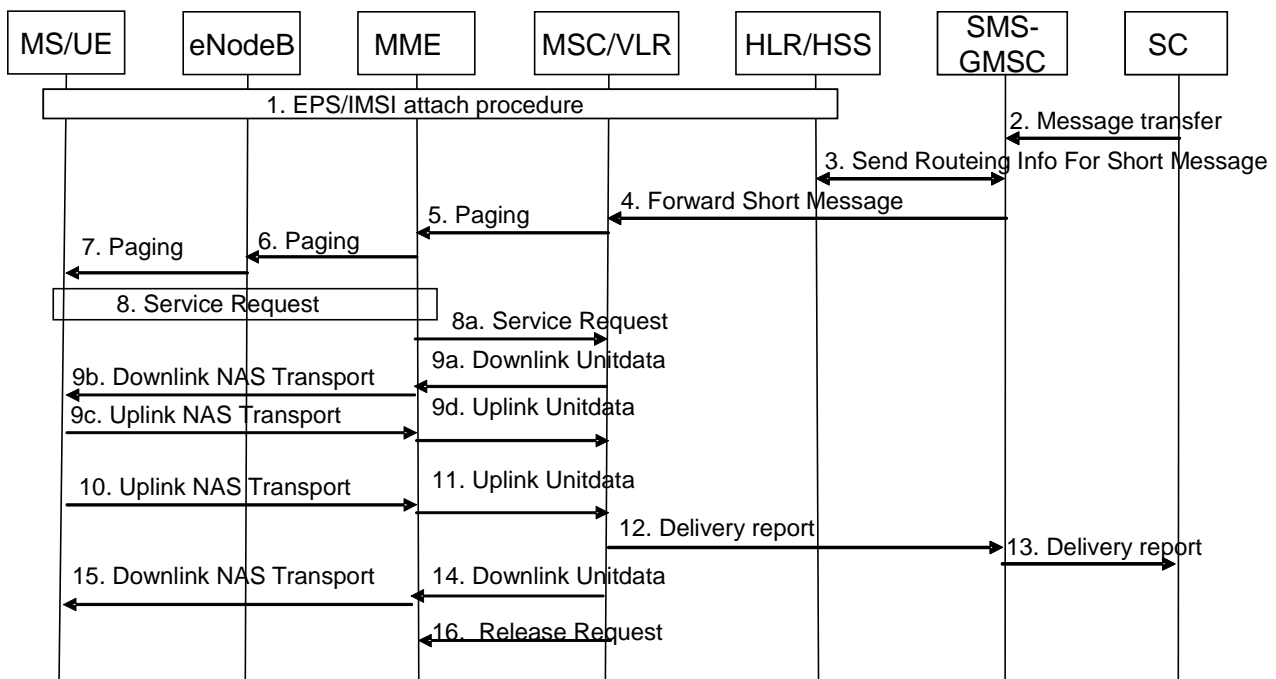 MS/UE
eNodeB
MME
MSC/VLR
HLR/HSS
SMS-
GMSC
SC
1. EPS/IMSI attach procedure
2. Message transfer
3. Send Routeing Info For Short Message
4. Forward Short Message
5. Paging
6. Paging
7. Paging
8. Service Request
8a. Service Request
9a. Downlink Unitdata
9b. Downlink NAS Transport
9c. Uplink NAS Transport
9d. Uplink Unitdata
10. Uplink NAS Transport
11. Uplink Unitdata
12. Delivery report
13. Delivery report
15. Downlink NAS Transport
14. Downlink Unitdata
16. Release Request